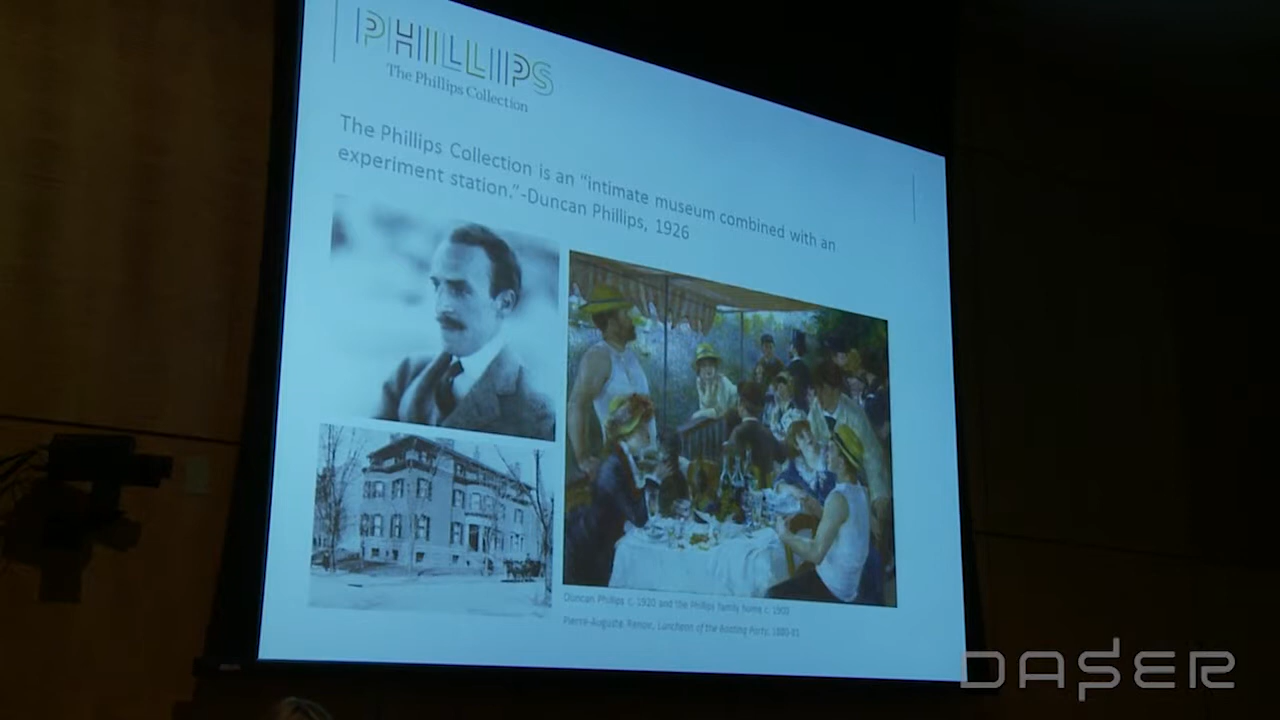 PHILLIPS
The Phillips Collection
The Phillips Collection is an “intimate museum combined with an
experiment station.”-Duncan Phillips, 1926
Duncan Phillips c. 1920 and the Phillips family home c. 1900
Pierre-Auguste Renoir, Luncheon of the Boating Party, 1880-81
DASER